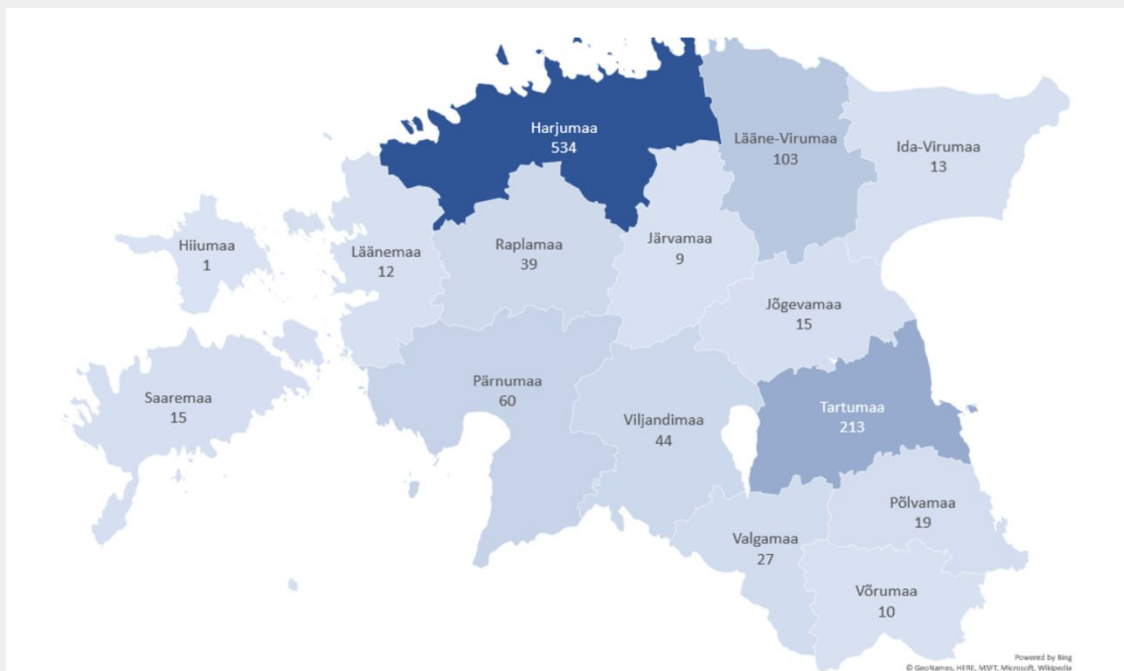 Harjumaa
534
Lääne-Virumaa
103
Ida-Virumaa
13
Hiiumaa
1
Läänemaa
12
Raplamaa
39
Järvamaa
9
Jõgevamaa
15
Saaremaa
15
Pärnumaa
60
Viljandimaa
44
Tartumaa
213
Põlvamaa
19
Valgamaa
27
Võrumaa
10
Powered by Bing
© GeoNames, HERE, MSFT, Microsoft, Wikipedia